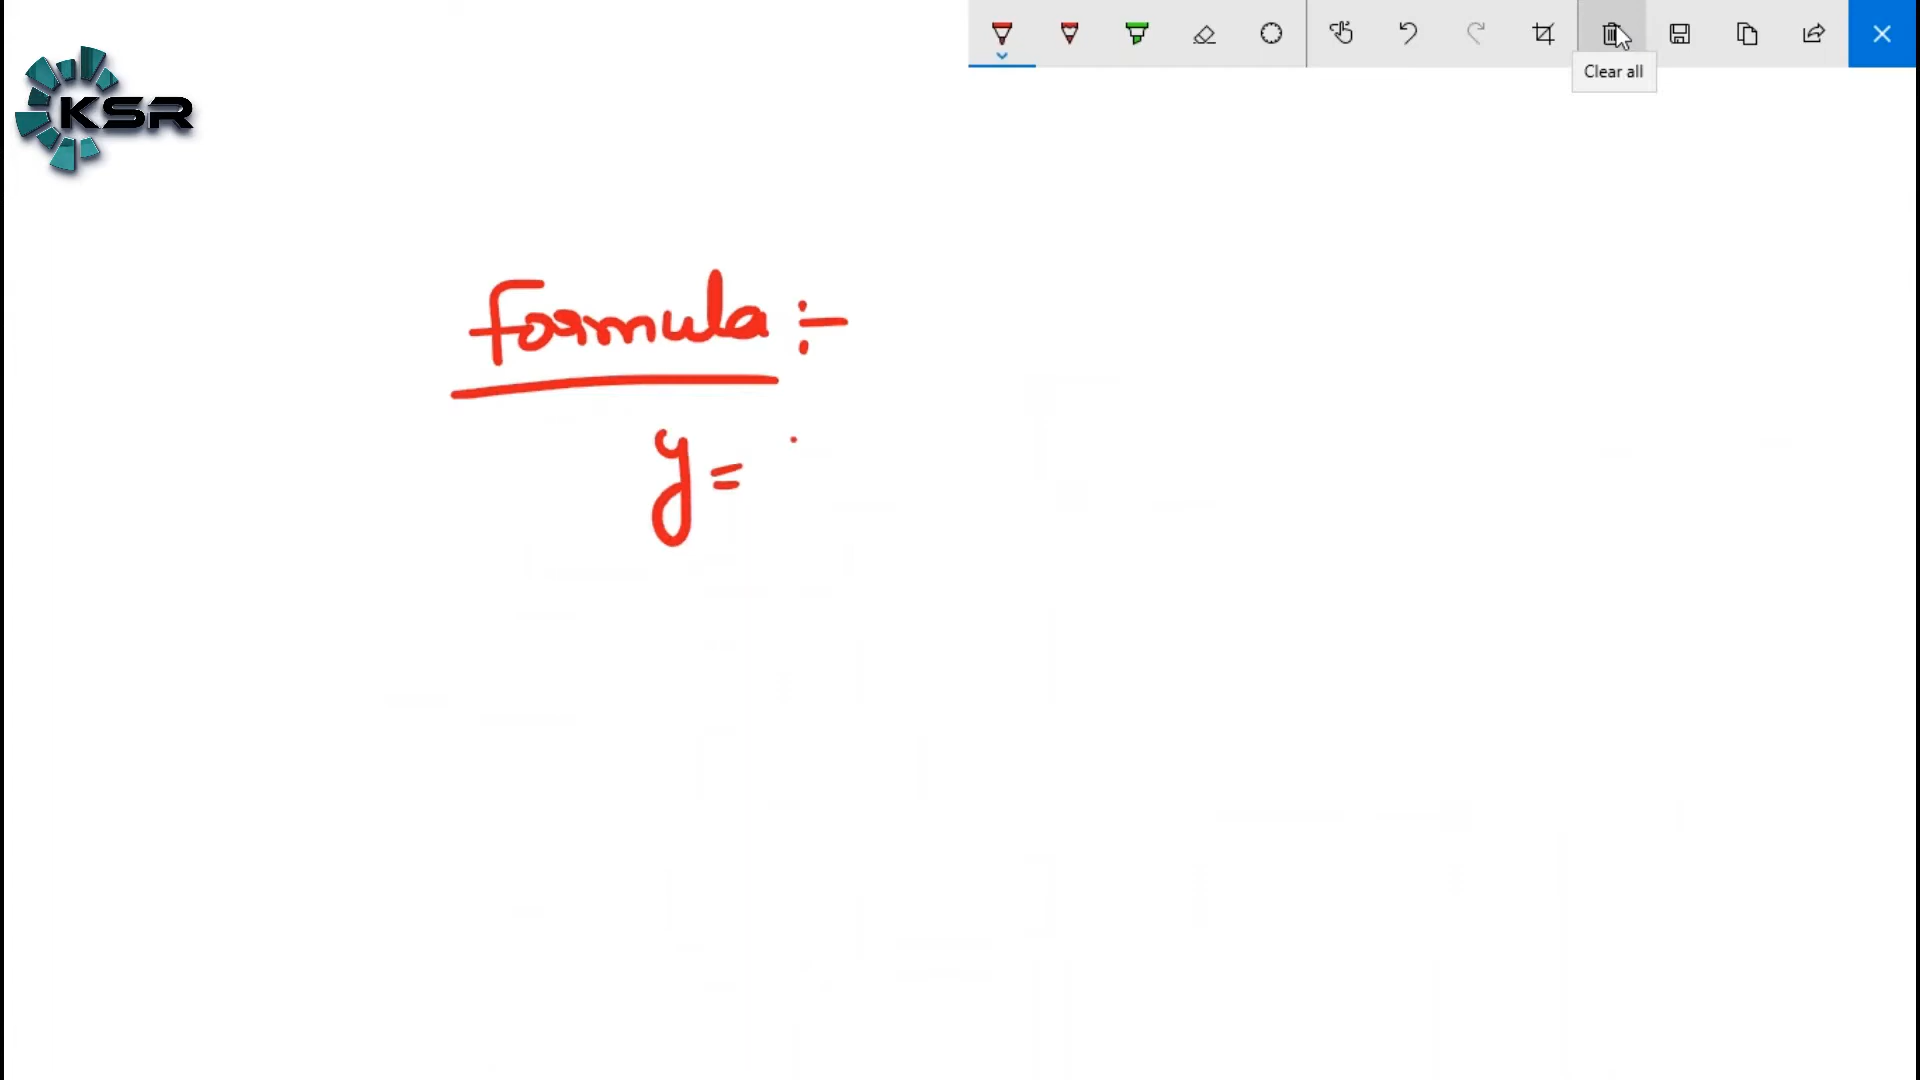 Clear all
KSR
formula :-
y =